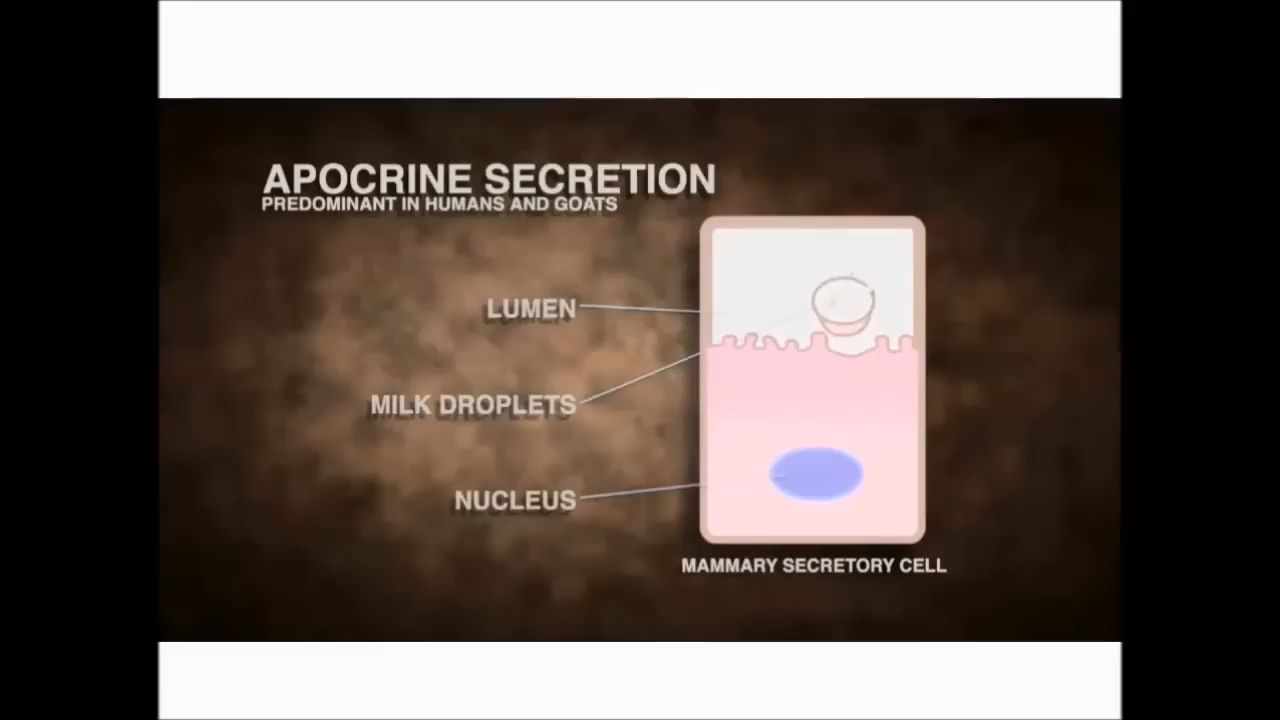 APOCRINE SECRETION
PREDOMINANT IN HUMANS AND GOATS
LUMEN
MILK DROPLETS
NUCLEUS
MAMMARY SECRETORY CELL